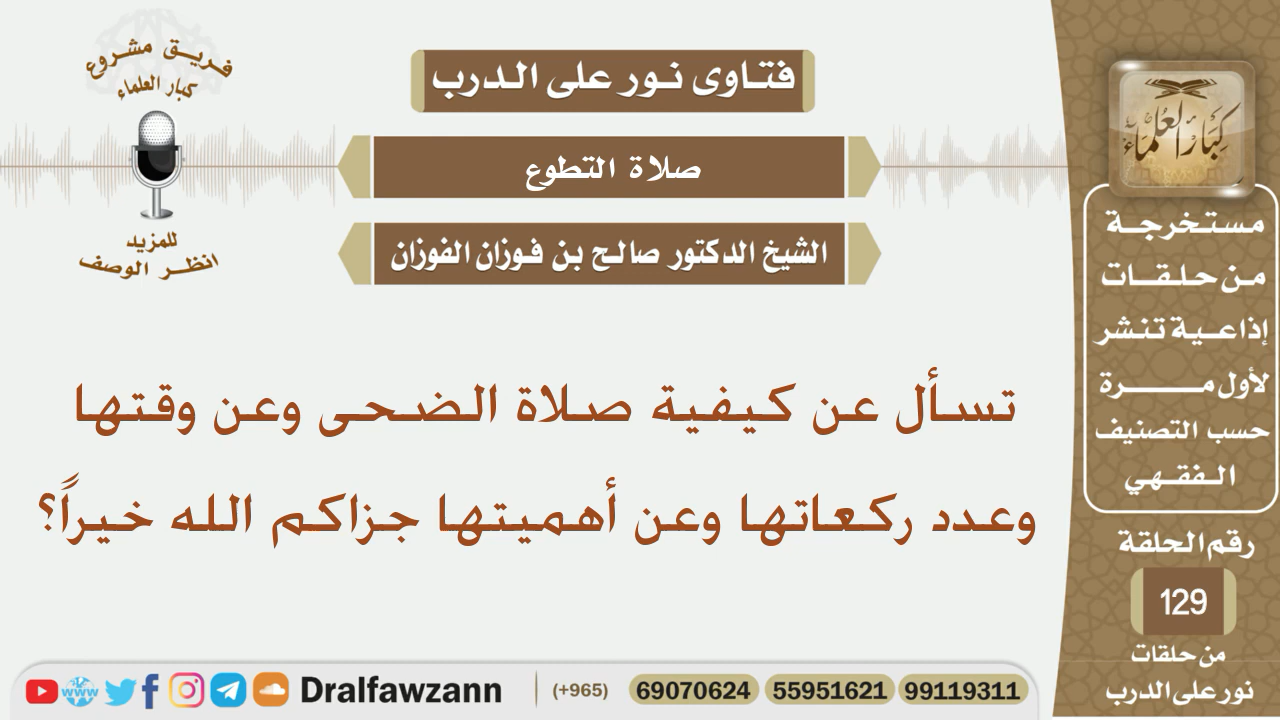 فريق مشروع
كبار العلماء
للمزيد
انظر الوصف
فتاوى نور على الدرب
صلاة التطوع
الشيخ الدكتور صالح بن فوزان الفوزان
تسأل عن كيفية صلاة الضحى وعن وقتها
وعدد ركعاتها وعن أهميتها جزاكم الله خيراً؟
كبار العلماء
مستخرجة
من حلقات
إذاعية تنشر
لأول مرة
حسب التصنيف
الفقهي
رقم الحلقة
129
من حلقات
نور على الدرب
www Dralfawzann (+965) 69070624 55951621 99119311